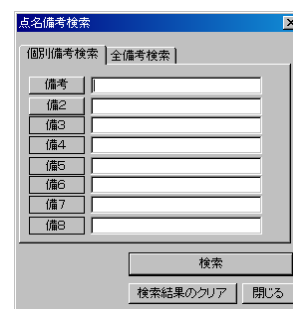 点名備考検索
個別備考検索 全備考検索
備考
備2
備3
備4
備5
備6
備7
備8
検索
検索結果のクリア 閉じる